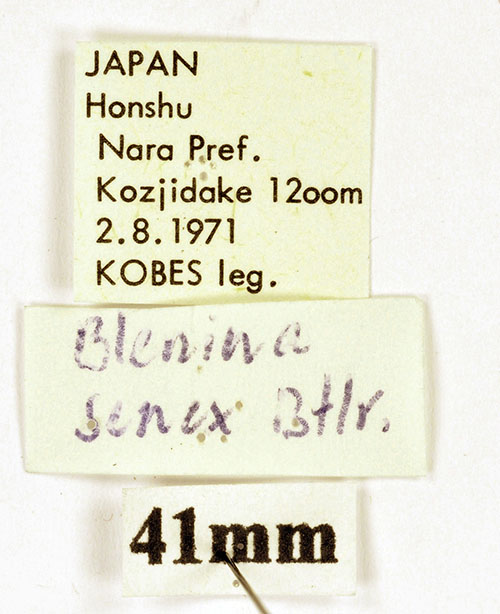 JAPAN
Honshu
Nara Pref.
Kozjidake 12oom
2.8.1971
KOBES leg.
Blenina
senex Btlr.
41mm